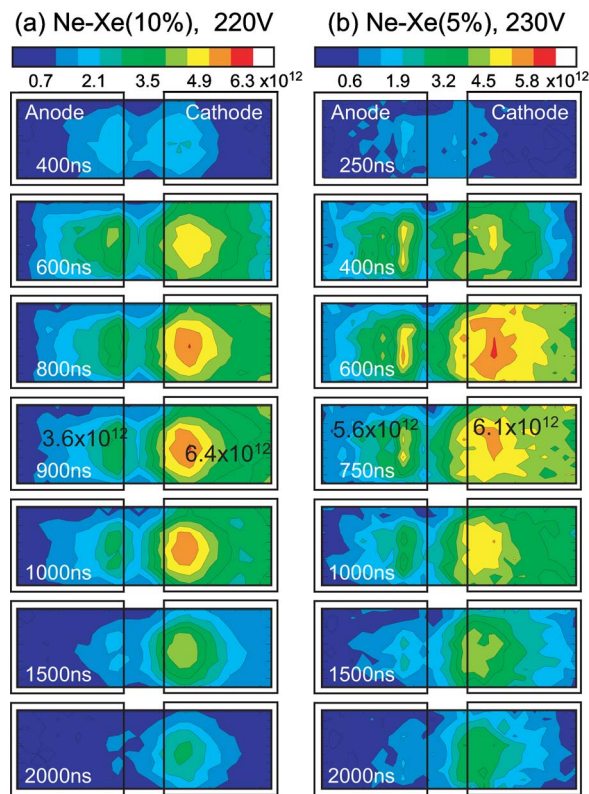 (a) Ne-Xe(10%), 220V
0.7 2.1 3.5 4.9 6.3 x10¹²
Anode Cathode
400ns
600ns
800ns
3.6x10¹² 6.4x10¹²
900ns
1000ns
1500ns
2000ns
(b) Ne-Xe(5%), 230V
0.6 1.9 3.2 4.5 5.8 x10¹²
Anode Cathode
250ns
400ns
600ns
5.6x10¹² 6.1x10¹²
750ns
1000ns
1500ns
2000ns